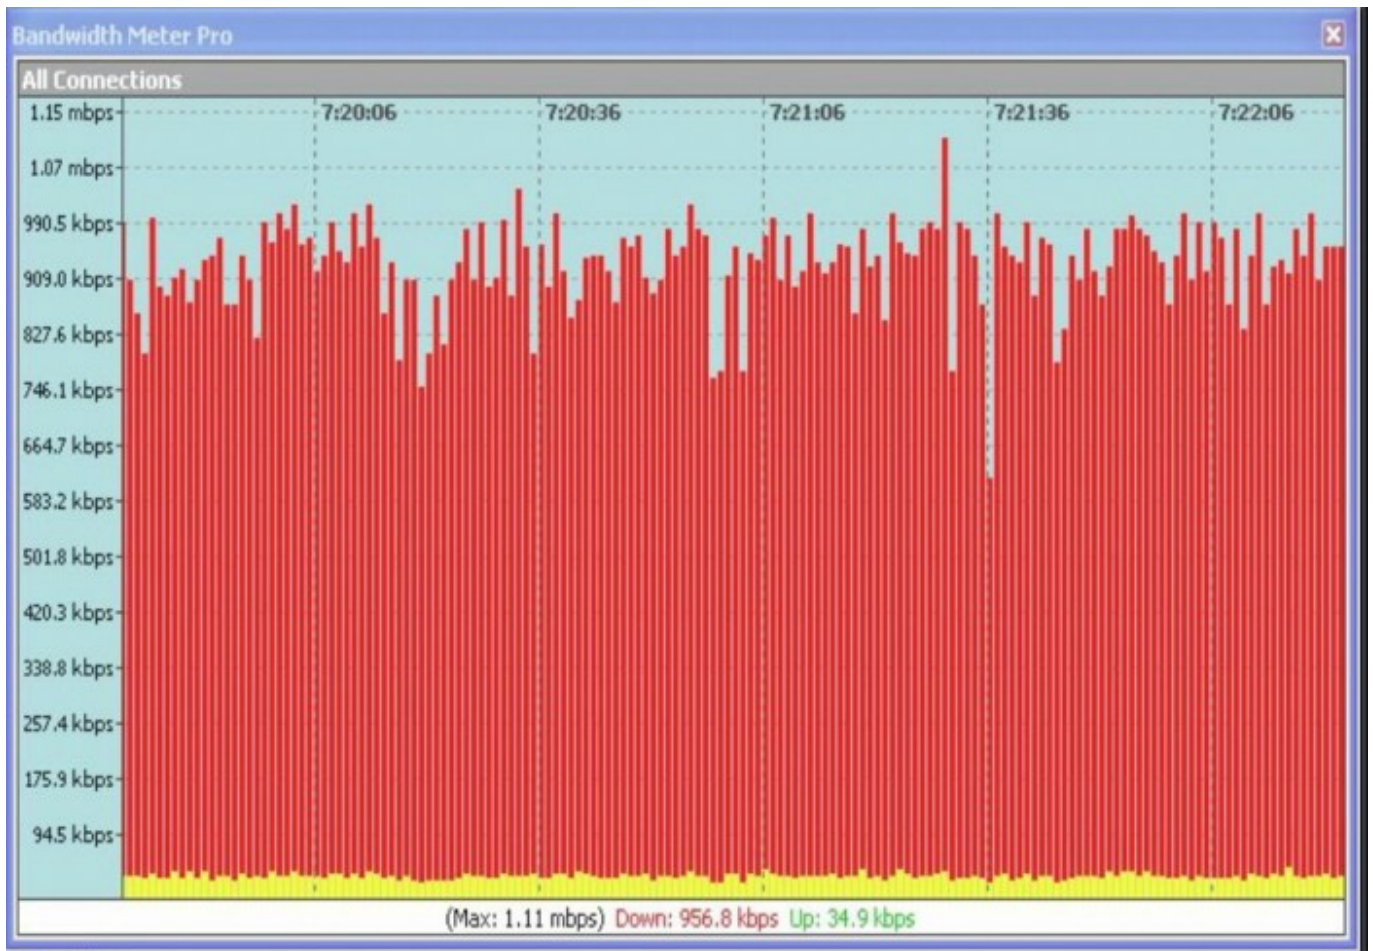 Bandwidth Meter Pro
All Connections
1.15 mbps 7:20:06 7:20:36 7:21:06 7:21:36 7:22:06
1.07 mbps
990.5 kbps
909.0 kbps
827.6 kbps
746.1 kbps
664.7 kbps
583.2 kbps
501.8 kbps
420.3 kbps
338.8 kbps
257.4 kbps
175.9 kbps
94.5 kbps
(Max: 1.11 mbps) Down: 956.8 kbps Up: 34.9 kbps